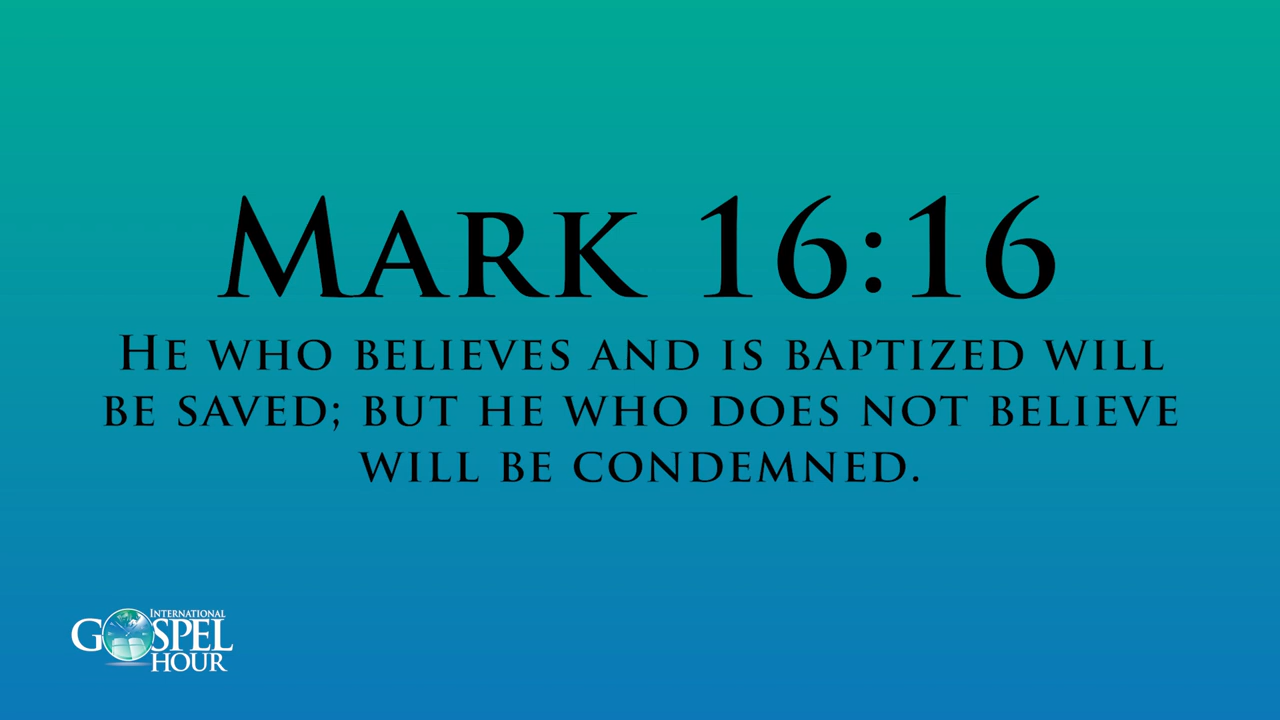 Mark 16:16
He who believes and is baptized will
be saved; but he who does not believe
will be condemned.
International
Gospel
Hour